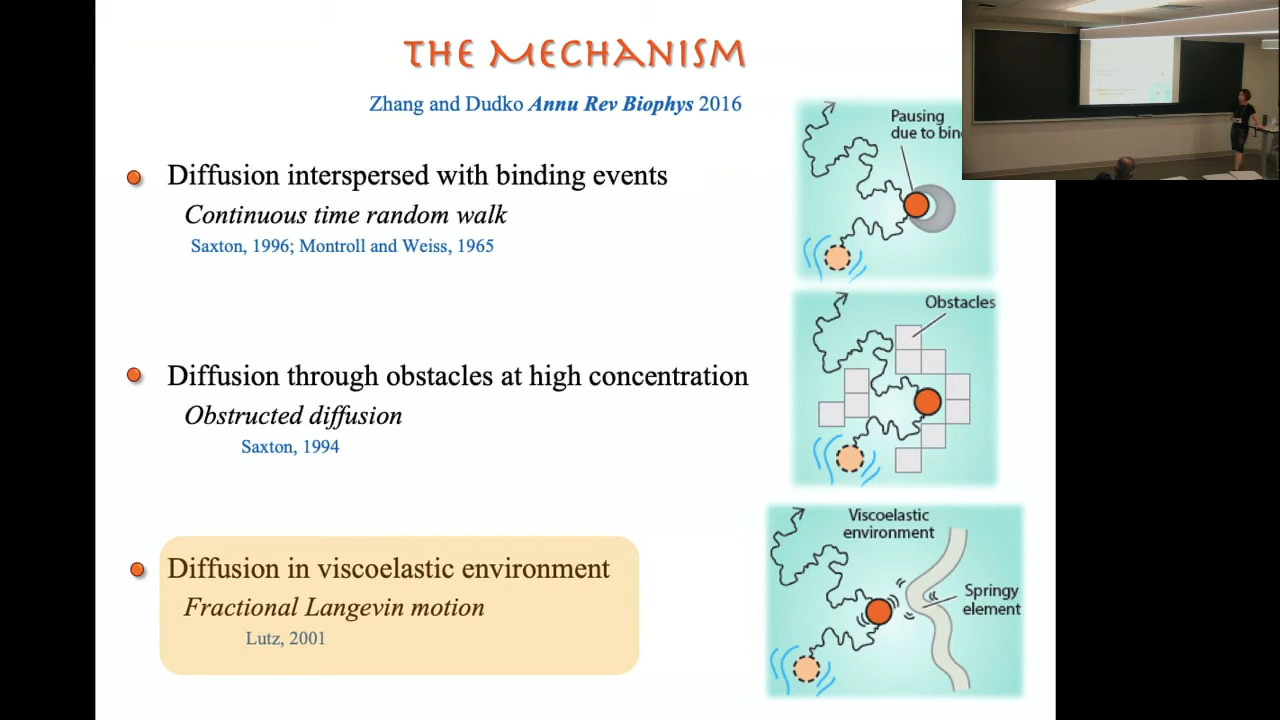 THE MECHANISM
Zhang and Dudko Annu Rev Biophys 2016
Diffusion interspersed with binding events
Continuous time random walk
Saxton, 1996; Montroll and Weiss, 1965
Pausing
due to
Diffusion through obstacles at high concentration
Obstructed diffusion
Saxton, 1994
Obstacles
Diffusion in viscoelastic environment
Fractional Langevin motion
Lutz, 2001
Viscoelastic
environment
Springy
element